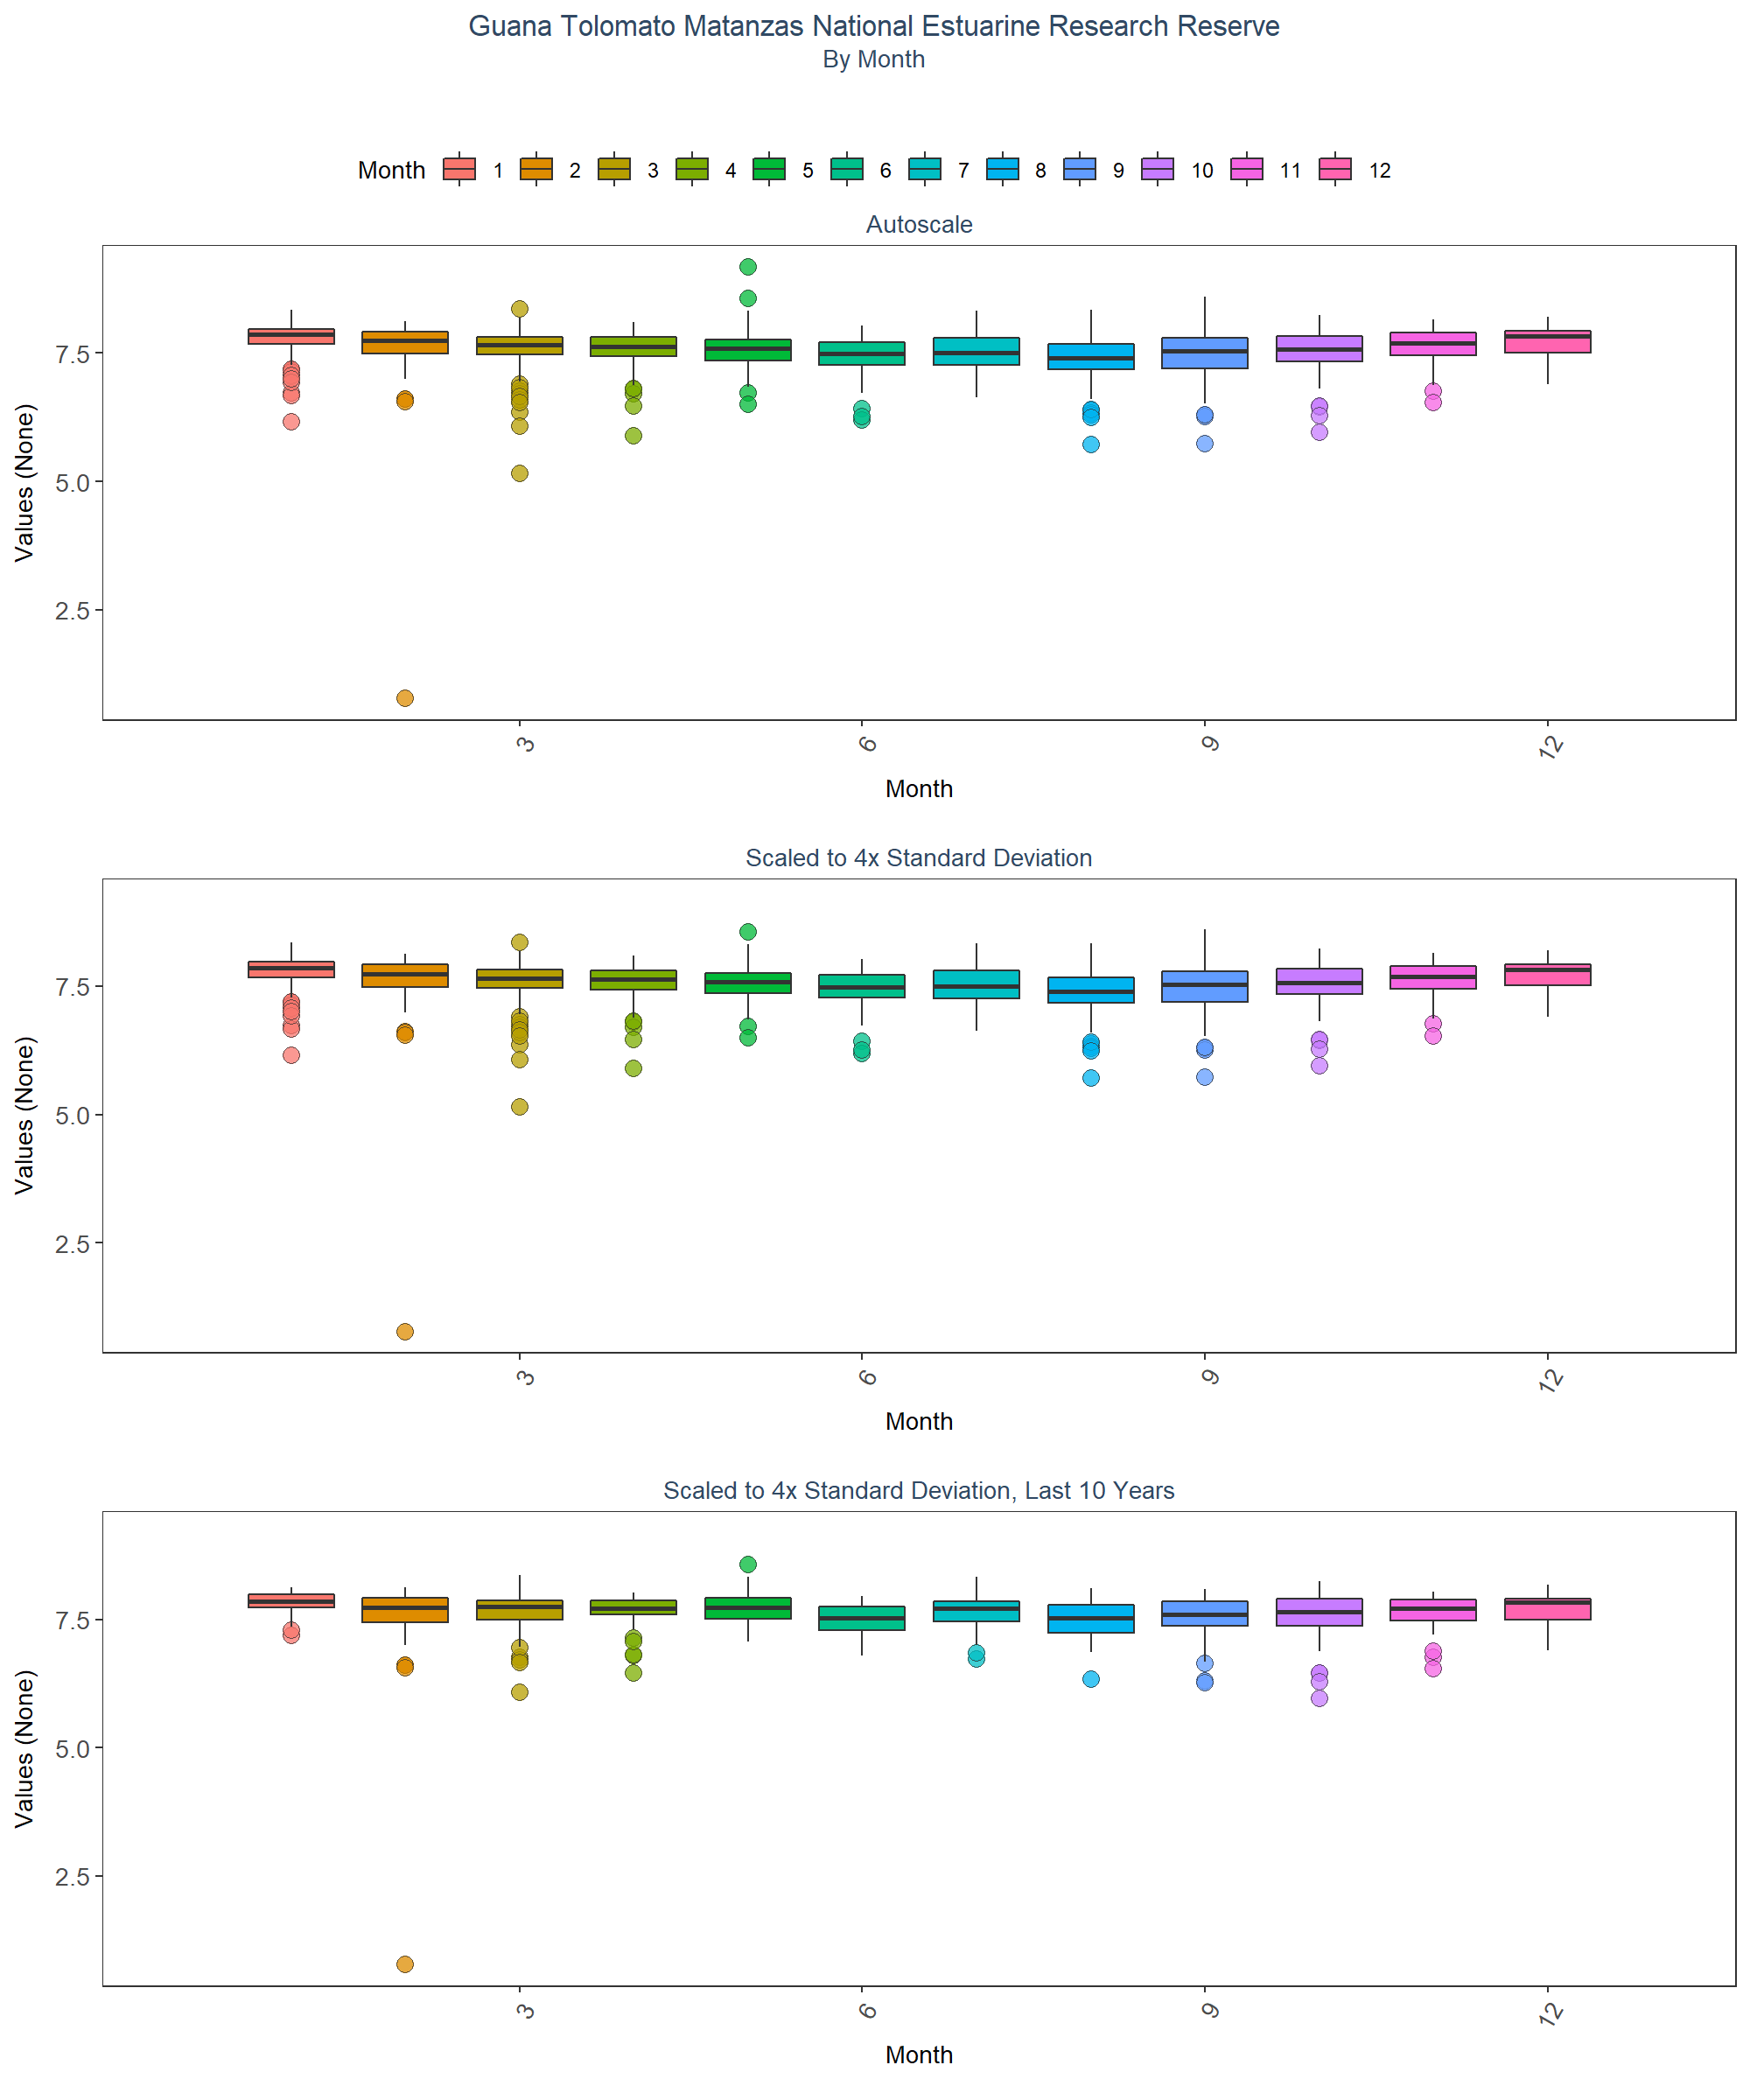 Guana Tolomato Matanzas National Estuarine Research Reserve
By Month
Month 1 2 3 4 5 6 7 8 9 10 11 12
Autoscale
Values (None)
7.5
5.0
2.5
3 6 9 12
Month
Scaled to 4x Standard Deviation
Values (None)
7.5
5.0
2.5
3 6 9 12
Month
Scaled to 4x Standard Deviation, Last 10 Years
Values (None)
7.5
5.0
2.5
3 6 9 12
Month